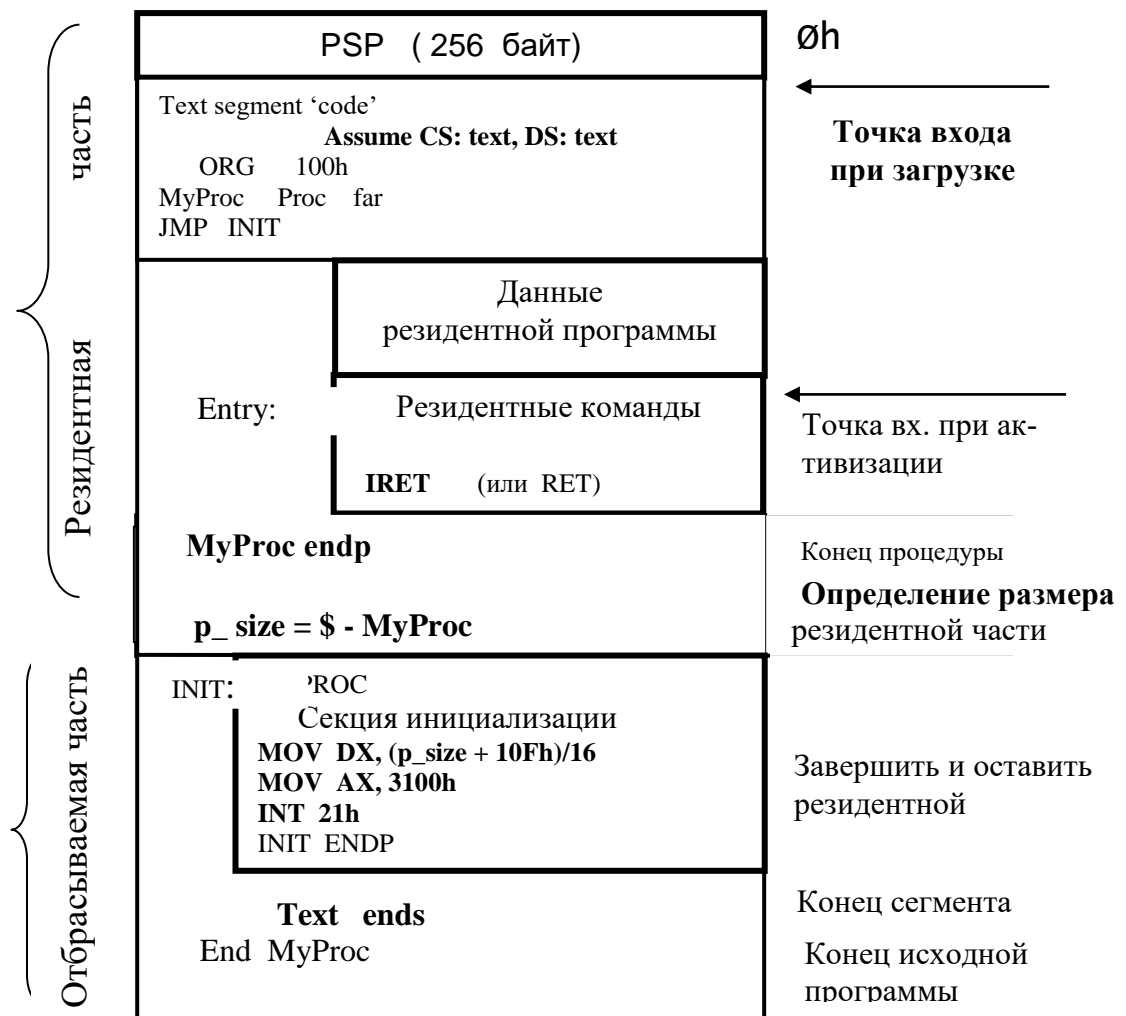 PSP ( 256 байт)
Øh
Text segment ‘code’
Assume CS: text, DS: text
ORG 100h
MyProc Proc far
JMP INIT
Точка входа
при загрузке
Резидентная часть
Данные
резидентной программы
Entry:
Резидентные команды
IRET (или RET)
Точка вх. при ак-
тивизации
MyProc endp
Конец процедуры
p_ size = $ - MyProc
Определение размера
резидентной части
Отбрасываемая часть
INIT: PROC
Секция инициализации
MOV DX, (p_size + 10Fh)/16
MOV AX, 3100h
INT 21h
INIT ENDP
Завершить и оставить
резидентной
Text ends
Конец сегмента
End MyProc
Конец исходной
программы